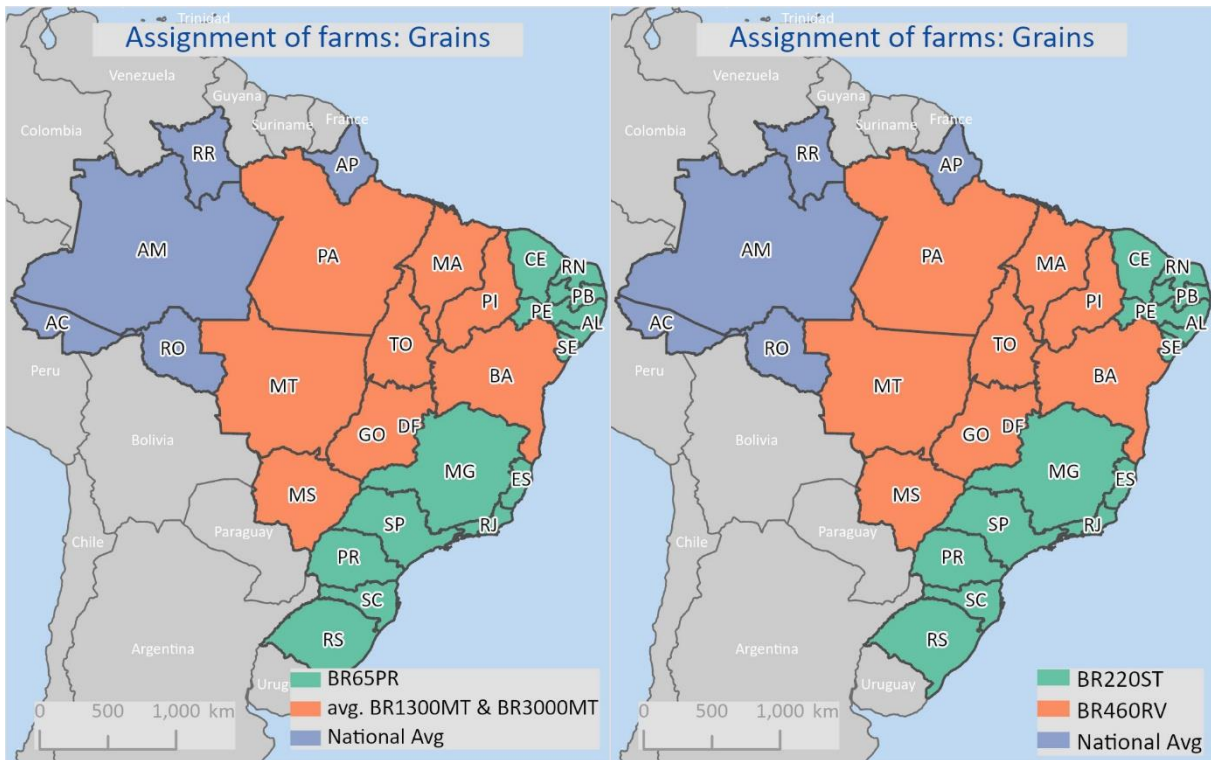 Trinidad
Assignment of farms: Grains
Venezuela
Guyana
Suriname
France
Colombia
RR
AP
AM
PA
MA
CE
RN
PI
PB
PE
AL
AC
SE
RO
TO
Peru
MT
BA
Bolivia
GO
DF
MG
ES
MS
SP
Paraguay
RJ
Chile
PR
SC
Argentina
RS
Urug
BR65PR
avg. BR1300MT & BR3000MT
National Avg
0 500 1,000 km
Trinidad
Assignment of farms: Grains
Venezuela
Guyana
Suriname
France
Colombia
RR
AP
AM
PA
MA
CE
RN
PI
PB
PE
AL
AC
SE
RO
TO
Peru
MT
BA
Bolivia
GO
DF
MG
ES
MS
SP
Paraguay
RJ
Chile
PR
SC
Argentina
RS
Uruguay
BR220ST
BR460RV
National Avg
0 500 1,000 km